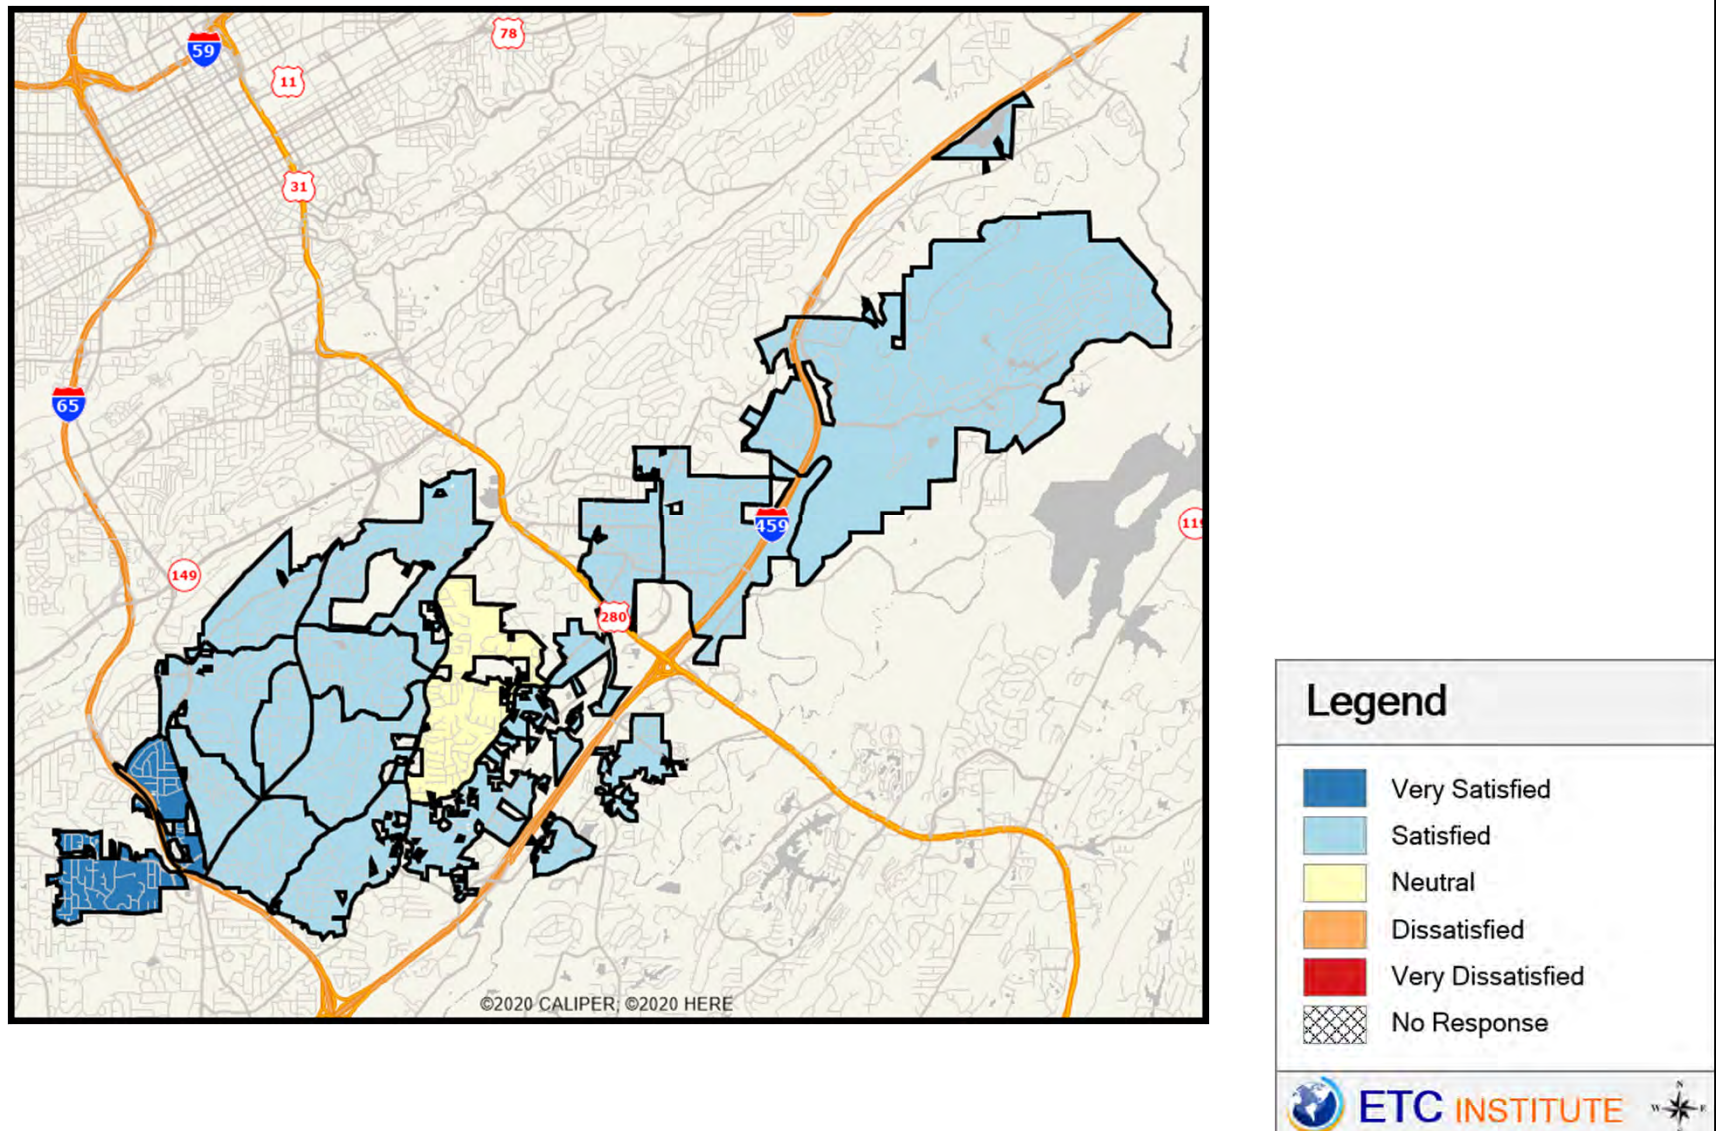 59
78
11
31
65
149
459
119
280
©2020 CALIPER; ©2020 HERE
Legend
Very Satisfied
Satisfied
Neutral
Dissatisfied
Very Dissatisfied
No Response
ETC INSTITUTE
N
W E